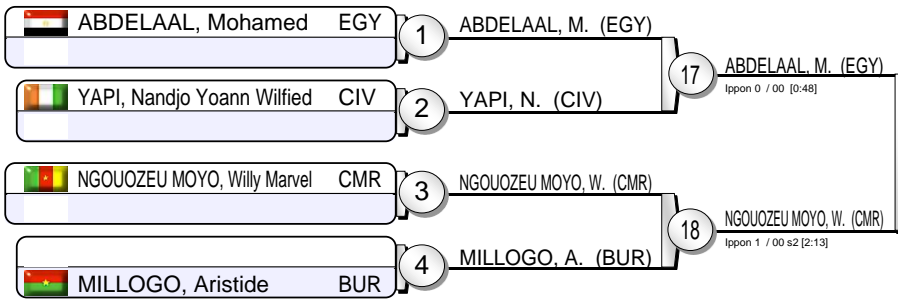 ABDELAAL, Mohamed EGY
1
ABDELAAL, M. (EGY)
17
ABDELAAL, M. (EGY)
Ippon 0 / 00 [0:48]
YAPI, Nandjo Yoann Wilfied CIV
2
YAPI, N. (CIV)
NGOUOZEU MOYO, Willy Marvel CMR
3
NGOUOZEU MOYO, W. (CMR)
18
NGOUOZEU MOYO, W. (CMR)
Ippon 1 / 00 s2 [2:13]
MILLOGO, Aristide BUR
4
MILLOGO, A. (BUR)